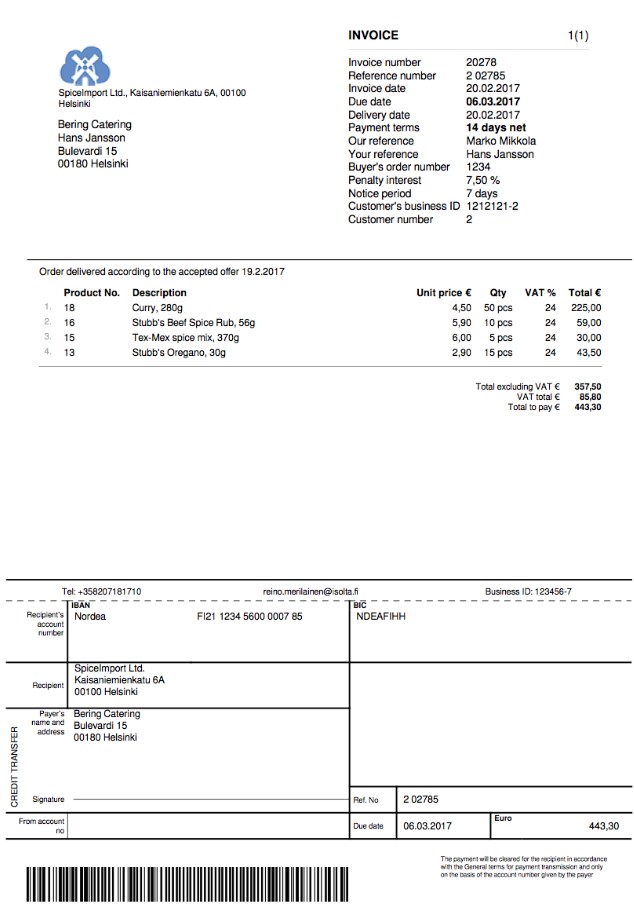 INVOICE 1(1)
SpiceImport Ltd., Kaisaniemienkatu 6A, 00100
Helsinki
Bering Catering
Hans Jansson
Bulevardi 15
00180 Helsinki
Invoice number 20278
Reference number 2 02785
Invoice date 20.02.2017
Due date 06.03.2017
Delivery date 20.02.2017
Payment terms 14 days net
Our reference Marko Mikkola
Your reference Hans Jansson
Buyer's order number 1234
Penalty interest 7,50 %
Notice period 7 days
Customer's business ID 1212121-2
Customer number 2
Order delivered according to the accepted offer 19.2.2017
Product No. Description Unit price € Qty VAT % Total €
1. 18 Curry, 280g 4,50 50 pcs 24 225,00
2. 16 Stubb's Beef Spice Rub, 56g 5,90 10 pcs 24 59,00
3. 15 Tex-Mex spice mix, 370g 6,00 5 pcs 24 30,00
4. 13 Stubb's Oregano, 30g 2,90 15 pcs 24 43,50
Total excluding VAT € 357,50
VAT total € 85,80
Total to pay € 443,30
Tel: +358207181710 reino.merilainen@isolta.fi Business ID: 123456-7
IBAN BIC
Recipient's
account
number
Nordea FI21 1234 5600 0007 85 NDEAFIHH
Recipient
SpiceImport Ltd.
Kaisaniemienkatu 6A
00100 Helsinki
Payer's
name and
address
Bering Catering
Bulevardi 15
00180 Helsinki
CREDIT TRANSFER
Signature
Ref. No 2 02785
From account
no
Due date 06.03.2017 Euro 443,30
The payment will be cleared for the recipient in accordance
with the General terms for payment transmission and only
on the basis of the account number given by the payer